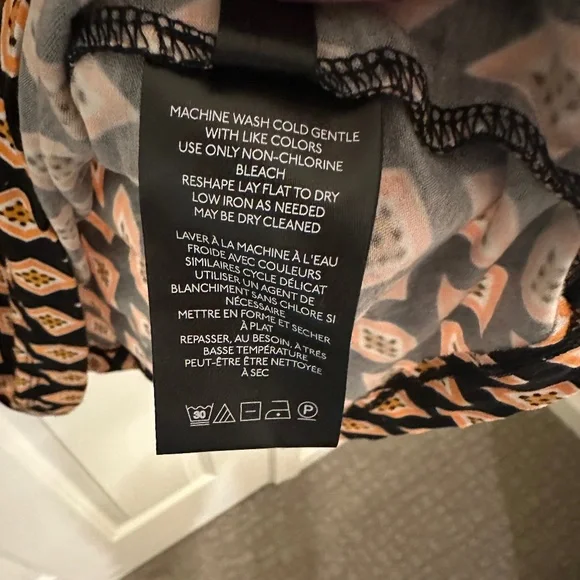 MACHINE WASH COLD GENTLE
WITH LIKE COLORS
USE ONLY NON-CHLORINE
BLEACH
RESHAPE LAY FLAT TO DRY
LOW IRON AS NEEDED
MAY BE DRY CLEANED
LAVER À LA MACHINE À L'EAU
FROIDE AVEC COULEURS
SIMILAIRES CYCLE DÉLICAT
UTILISER UN AGENT DE
BLANCHIMENT SANS CHLORE SI
NÉCESSAIRE
METTRE EN FORME ET SECHER
À PLAT
REPASSER, AU BESOIN, À TRÉS
BASSE TEMPÉRATURE
PEUT-ÊTRE ÊTRE NETTOYÉE
À SEC
30 P